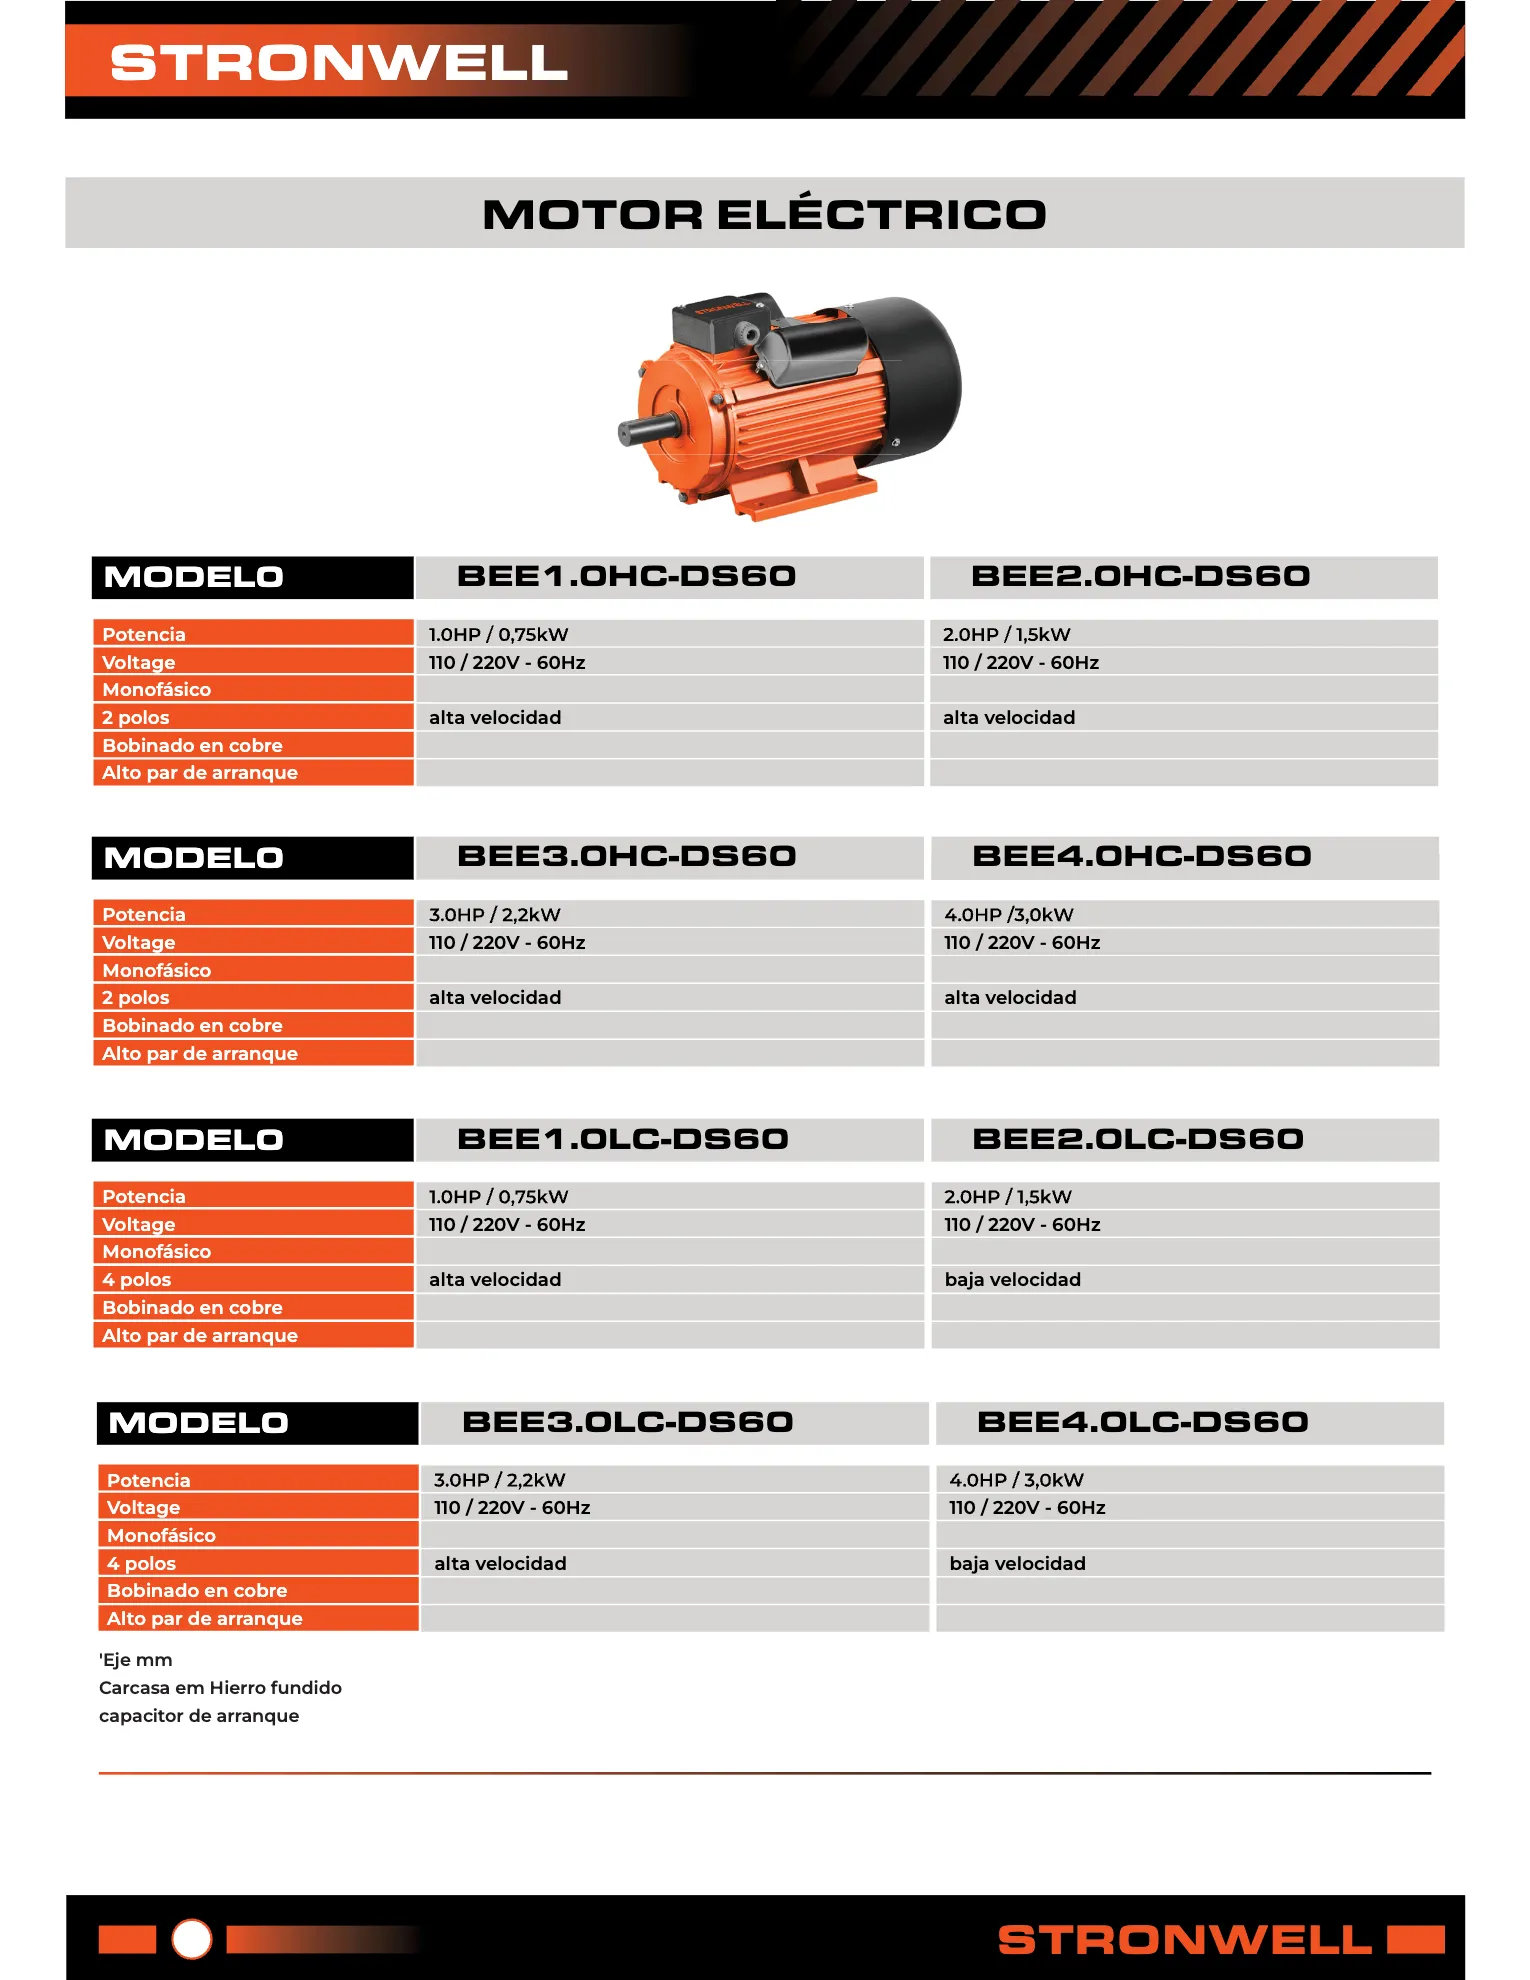 STRONWELL
MOTOR ELÉCTRICO
STRONWELL
MODELO BEE1.0HC-DS60 BEE2.0HC-DS60
Potencia 1.0HP / 0,75kW 2.0HP / 1,5kW
Voltage 110 / 220V - 60Hz 110 / 220V - 60Hz
Monofásico
2 polos alta velocidad alta velocidad
Bobinado en cobre
Alto par de arranque
MODELO BEE3.0HC-DS60 BEE4.0HC-DS60
Potencia 3.0HP / 2,2kW 4.0HP /3,0kW
Voltage 110 / 220V - 60Hz 110 / 220V - 60Hz
Monofásico
2 polos alta velocidad alta velocidad
Bobinado en cobre
Alto par de arranque
MODELO BEE1.0LC-DS60 BEE2.0LC-DS60
Potencia 1.0HP / 0,75kW 2.0HP / 1,5kW
Voltage 110 / 220V - 60Hz 110 / 220V - 60Hz
Monofásico
4 polos alta velocidad baja velocidad
Bobinado en cobre
Alto par de arranque
MODELO BEE3.0LC-DS60 BEE4.0LC-DS60
Potencia 3.0HP / 2,2kW 4.0HP / 3,0kW
Voltage 110 / 220V - 60Hz 110 / 220V - 60Hz
Monofásico
4 polos alta velocidad baja velocidad
Bobinado en cobre
Alto par de arranque
'Eje mm
Carcasa em Hierro fundido
capacitor de arranque
STRONWELL